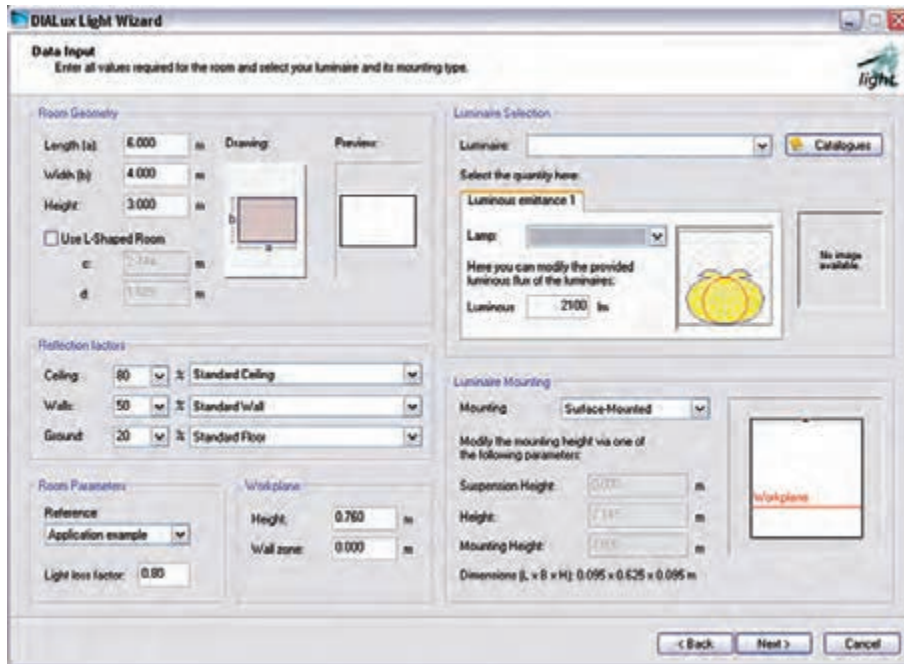 DIALux Light Wizard
Data Input
Enter all values required for the room and select your luminaire and its mounting type.
light
Room Geometry
Length (a): 6.000 m
Drawing:
Preview:
Width (b): 4.000 m
Height: 3.000 m
b
a
Use L-Shaped Room
c: m
d: m
Reflection factors
Ceiling: 80 % Standard Ceiling
Walls: 50 % Standard Wall
Ground: 20 % Standard Floor
Room Parameters
Reference
Application example
Light loss factor: 0.80
Workplane
Height: 0.760 m
Wall zone: 0.000 m
Luminaire Selection
Luminaire: Catalogues
Select the quantity here:
Luminous emittance 1
Lamp:
Here you can modify the provided
luminous flux of the luminaires:
Luminous 2100 lm
No image
available.
Luminaire Mounting
Mounting Surface-Mounted
Modify the mounting height via one of
the following parameters:
Suspension Height: m
Height: m
Mounting Height: m
Workplane
Dimensions (L x B x H): 0.095 x 0.625 x 0.095 m
< Back
Next >
Cancel